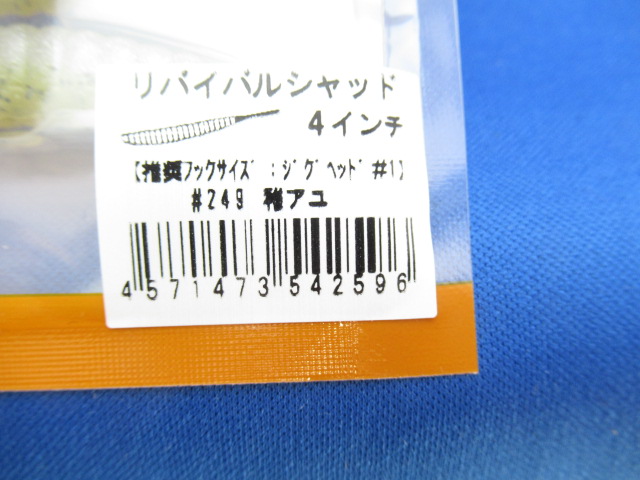 リバイバルシャッド
4インチ
【推奨フックサイズ：ジグヘッド#1】
#249 稚アユ
4571473542596